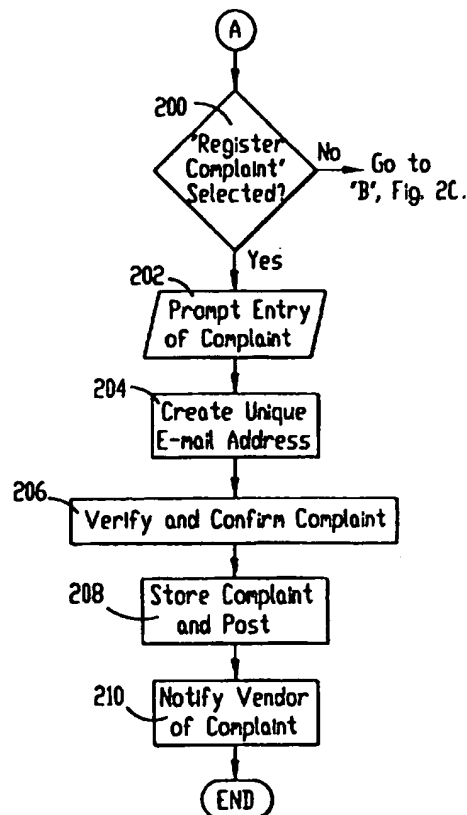 A
200
"Register
Complaint"
Selected?
No
Go to
"B", Fig. 2C.
Yes
202
Prompt Entry
of Complaint
204
Create Unique
E-mail Address
206
Verify and Confirm Complaint
208
Store Complaint
and Post
210
Notify Vendor
of Complaint
END